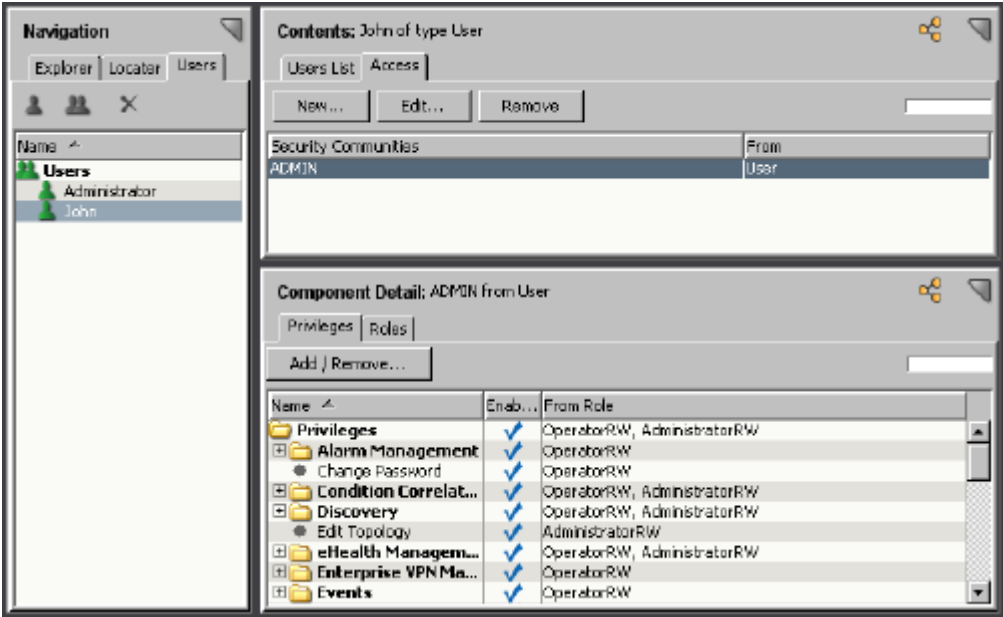 Navigation
Explorer Locater Users
Name
Users
Administrator
John
Contents: John of type User
Users List Access
New... Edit... Remove
Security Communities From
ADMIN User
Component Detail: ADMIN from User
Privileges Roles
Add / Remove...
Name Enab... From Role
Privileges OperatorRW, AdministratorRW
Alarm Management OperatorRW
Change Password OperatorRW
Condition Correlat... OperatorRW, AdministratorRW
Discovery OperatorRW, AdministratorRW
Edit Topology AdministratorRW
eHealth Managem... OperatorRW, AdministratorRW
Enterprise VPN Ma... OperatorRW
Events OperatorRW